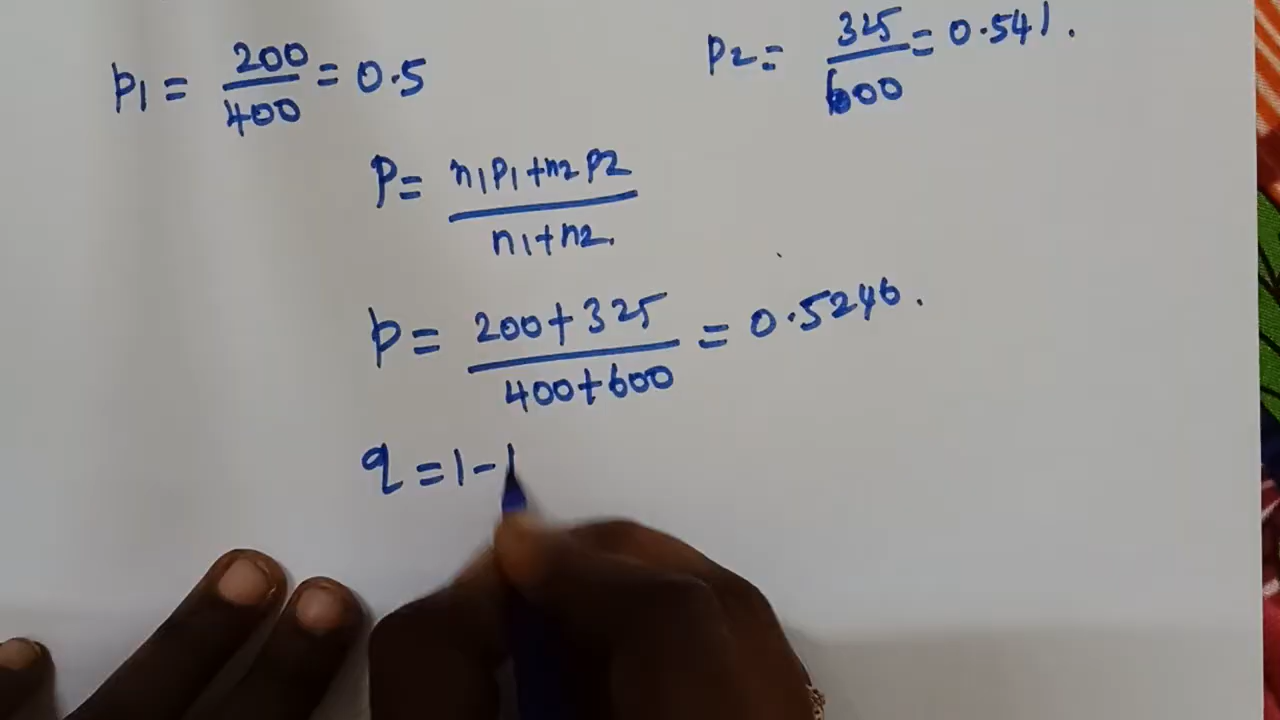 p1 = 200/400 = 0.5
p2 = 325/600 = 0.541.
P = n1p1+n2p2/n1+n2.
p = 200+325/400+600 = 0.5246.
q = 1-